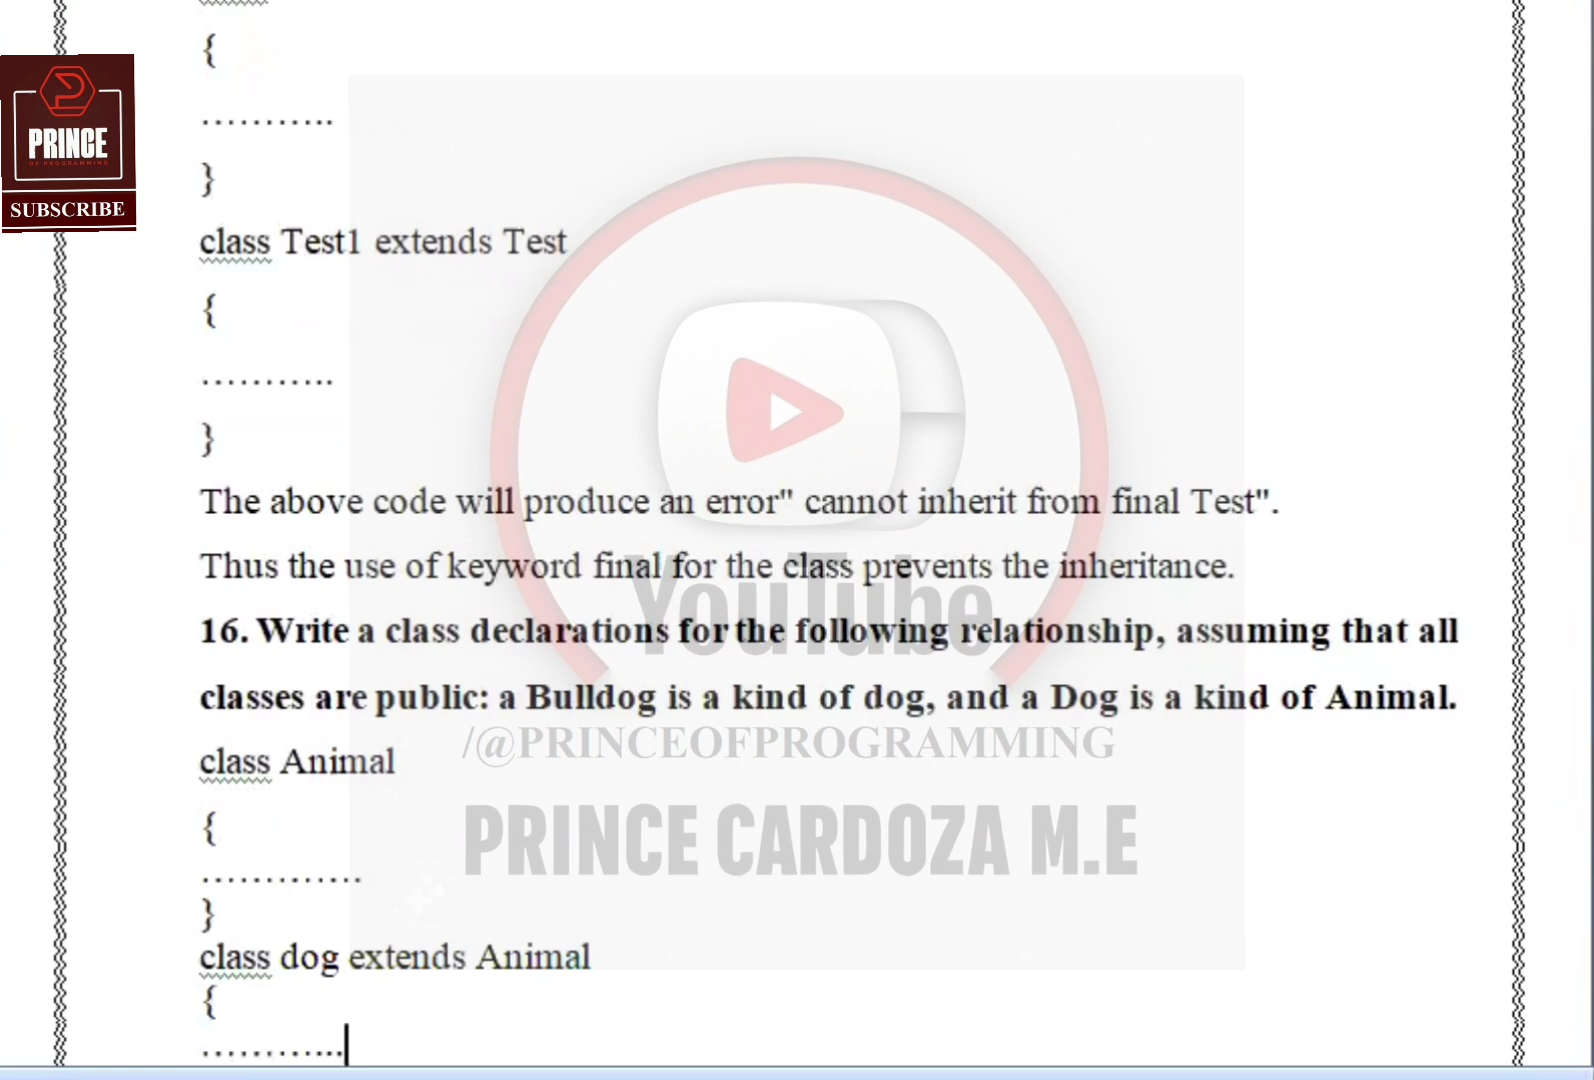 {
...........
}
class Test1 extends Test
{
...........
}
The above code will produce an error" cannot inherit from final Test".
Thus the use of keyword final for the class prevents the inheritance.
16. Write a class declarations for the following relationship, assuming that all
classes are public: a Bulldog is a kind of dog, and a Dog is a kind of Animal.
class Animal
{
.............
}
class dog extends Animal
{
............
PRINCE
OF PROGRAMMING
SUBSCRIBE
YouTube
/@PRINCEOFPROGRAMMING
PRINCE CARDOZA M.E